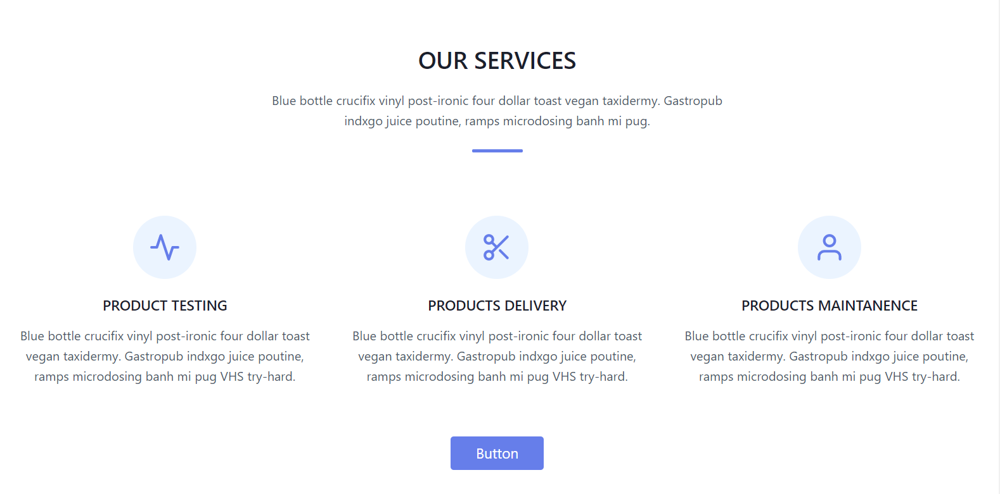 OUR SERVICES
Blue bottle crucifix vinyl post-ironic four dollar toast vegan taxidermy. Gastropub
indxgo juice poutine, ramps microdosing banh mi pug.
PRODUCT TESTING
Blue bottle crucifix vinyl post-ironic four dollar toast
vegan taxidermy. Gastropub indxgo juice poutine,
ramps microdosing banh mi pug VHS try-hard.
PRODUCTS DELIVERY
Blue bottle crucifix vinyl post-ironic four dollar toast
vegan taxidermy. Gastropub indxgo juice poutine,
ramps microdosing banh mi pug VHS try-hard.
PRODUCTS MAINTANENCE
Blue bottle crucifix vinyl post-ironic four dollar toast
vegan taxidermy. Gastropub indxgo juice poutine,
ramps microdosing banh mi pug VHS try-hard.
Button